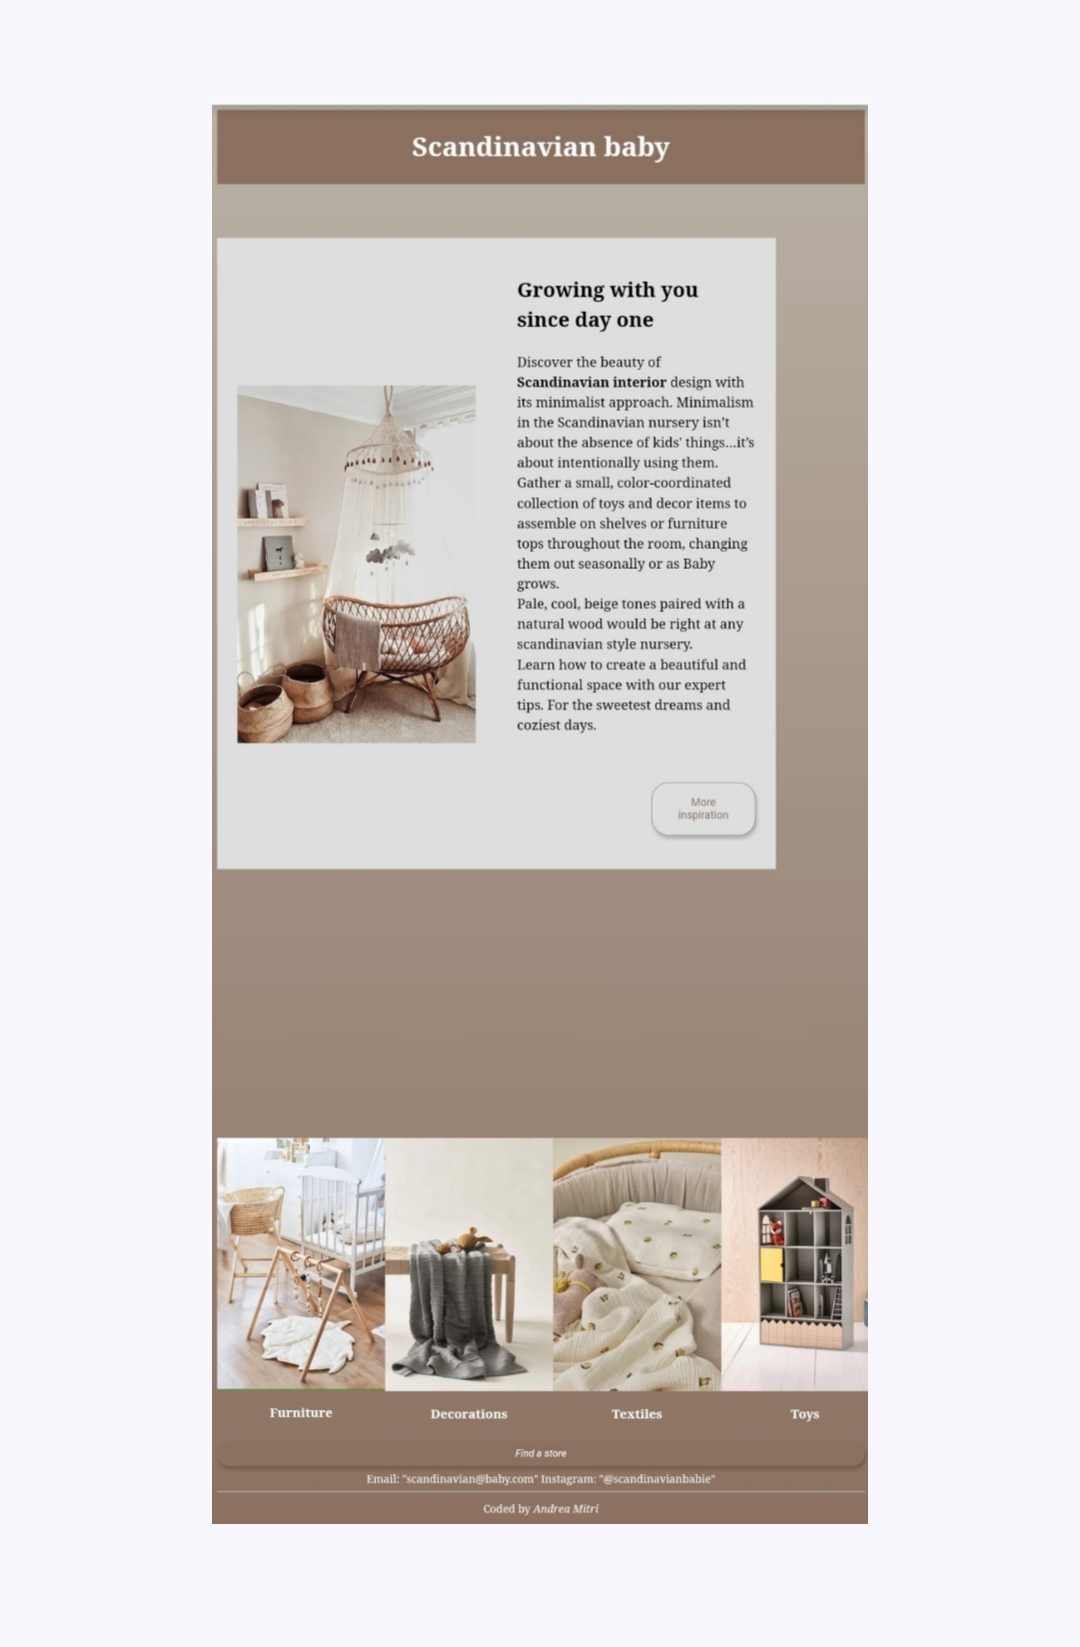 Scandinavian baby
Growing with you
since day one
Discover the beauty of
Scandinavian interior design with
its minimalist approach. Minimalism
in the Scandinavian nursery isn’t
about the absence of kids' things...it’s
about intentionally using them.
Gather a small, color-coordinated
collection of toys and decor items to
assemble on shelves or furniture
tops throughout the room, changing
them out seasonally or as Baby
grows.
Pale, cool, beige tones paired with a
natural wood would be right at any
scandinavian style nursery.
Learn how to create a beautiful and
functional space with our expert
tips. For the sweetest dreams and
coziest days.
More
inspiration
Furniture
Decorations
Textiles
Toys
Find a store
Email: "scandinavian@baby.com" Instagram: "@scandinavianbabie"
Coded by Andrea Mitri